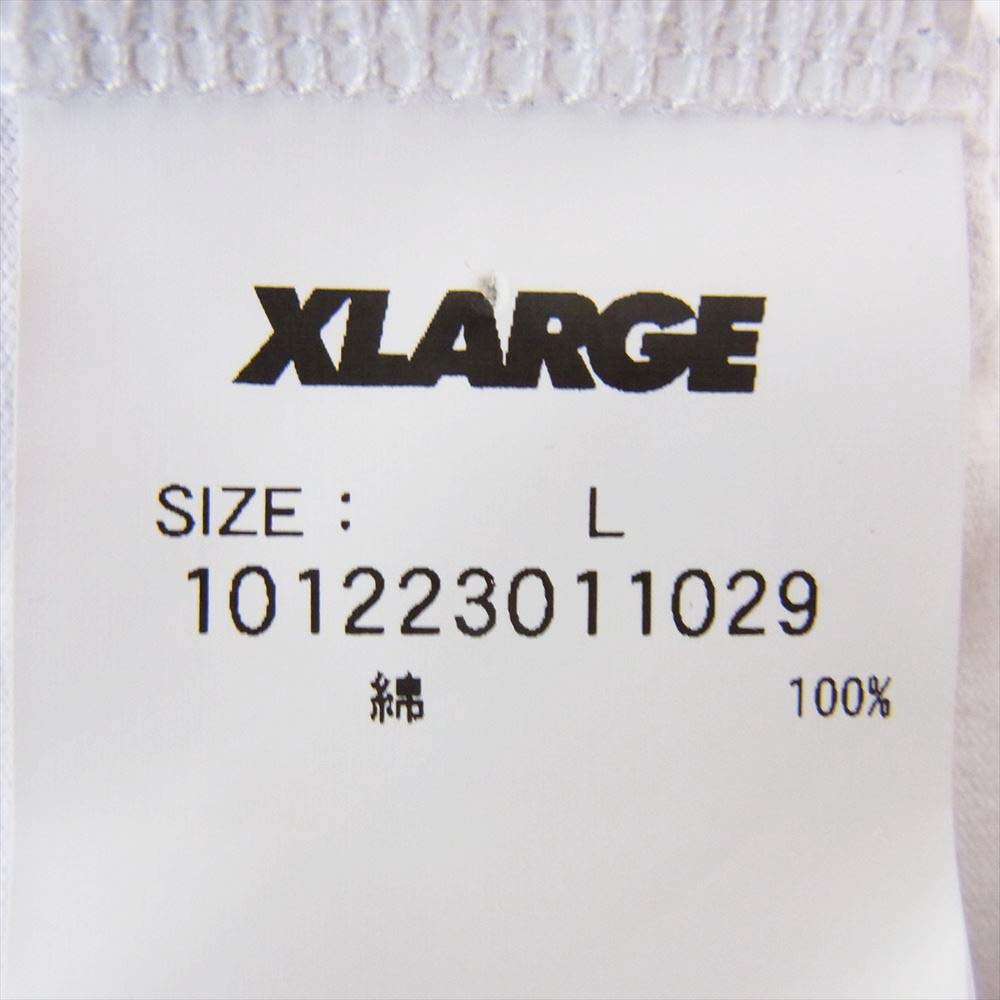 XLARGE
SIZE : L
101223011029
綿 100%